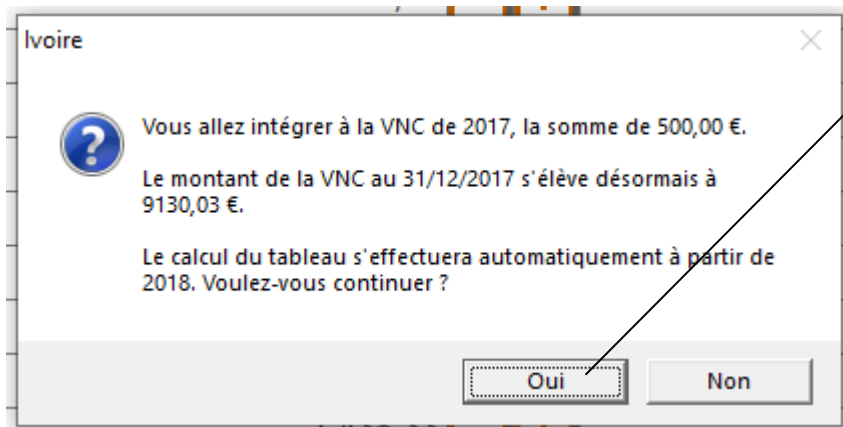 Ivoire
Vous allez intégrer à la VNC de 2017, la somme de 500,00 €.
Le montant de la VNC au 31/12/2017 s'élève désormais à
9130,03 €.
Le calcul du tableau s'effectuera automatiquement à partir de
2018. Voulez-vous continuer ?
Oui
Non